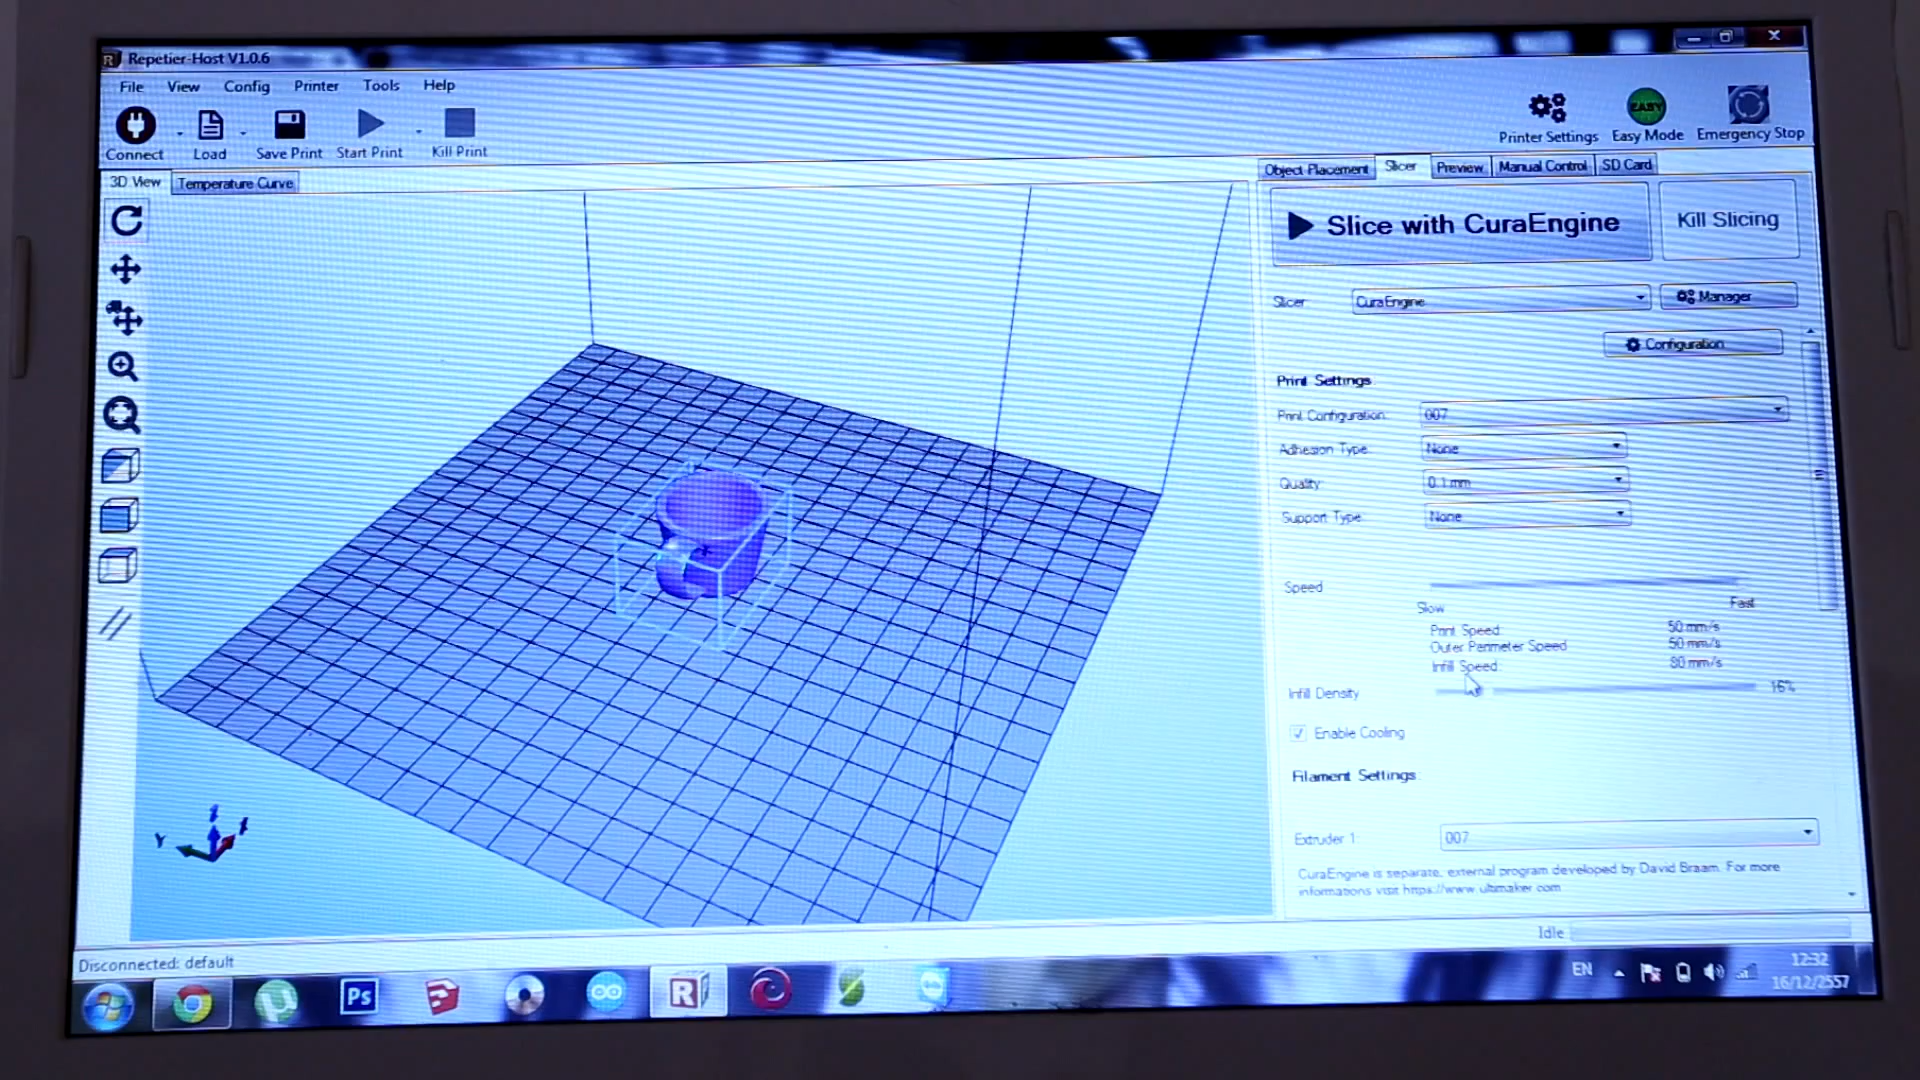 Repetier-Host V1.0.6
File View Config Printer Tools Help
Connect Load Save Print Start Print Kill Print
Printer Settings Easy Mode Emergency Stop
EASY
3D View Temperature Curve
Object Placement Slicer Preview Manual Control SD Card
Slice with CuraEngine Kill Slicing
Slicer: CuraEngine Manager
Configuration
Print Settings:
Print Configuration: 007
Adhesion Type: None
Quality: 0.1 mm
Support Type: None
Speed:
Slow Fast
Print Speed: 50 mm/s
Outer Perimeter Speed: 50 mm/s
Infill Speed: 80 mm/s
Infill Density 16%
Enable Cooling
Filament Settings:
Extruder 1: 007
CuraEngine is separate, external program developed by David Braam. For more
informations visit https://www.ultimaker.com
Y
Idle
Disconnected: default
Ps
R
EN
12:32
16/12/2557